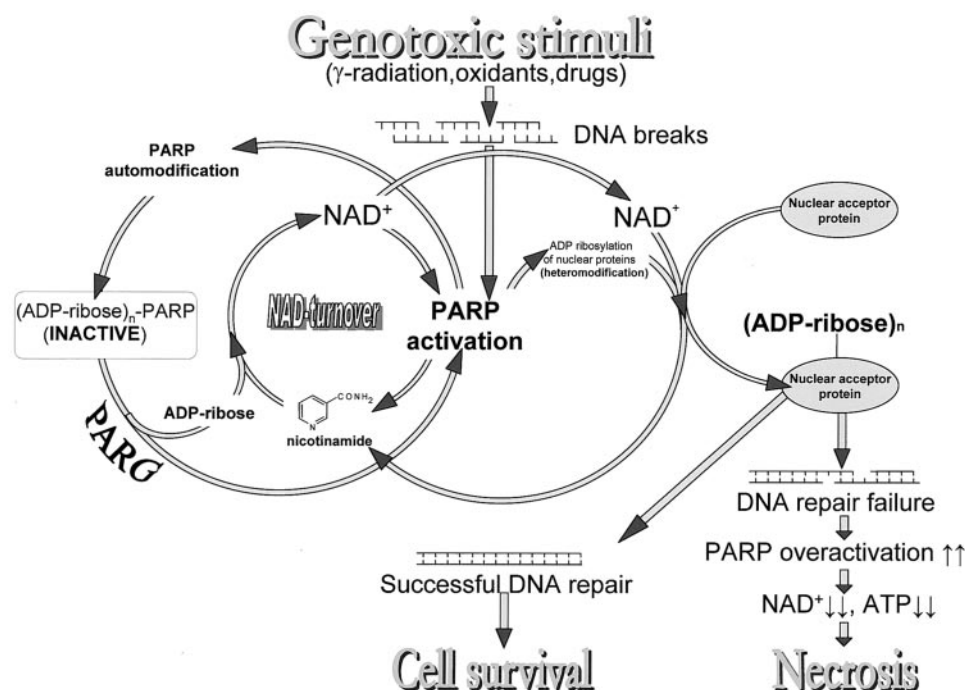 Genotoxic stimuli
(γ-radiation,oxidants,drugs)
DNA breaks
PARP
automodification
NAD+
NAD+
Nuclear acceptor
protein
ADP ribosylation
of nuclear proteins
(heteromodification)
(ADP-ribose)n-PARP
(INACTIVE)
NAD-turnover
PARP
activation
(ADP-ribose)n
Nuclear acceptor
protein
PARG
ADP-ribose
CONH2
N
nicotinamide
DNA repair failure
PARP overactivation ↑↑
Successful DNA repair
NAD+↓↓, ATP↓↓
Cell survival
Necrosis